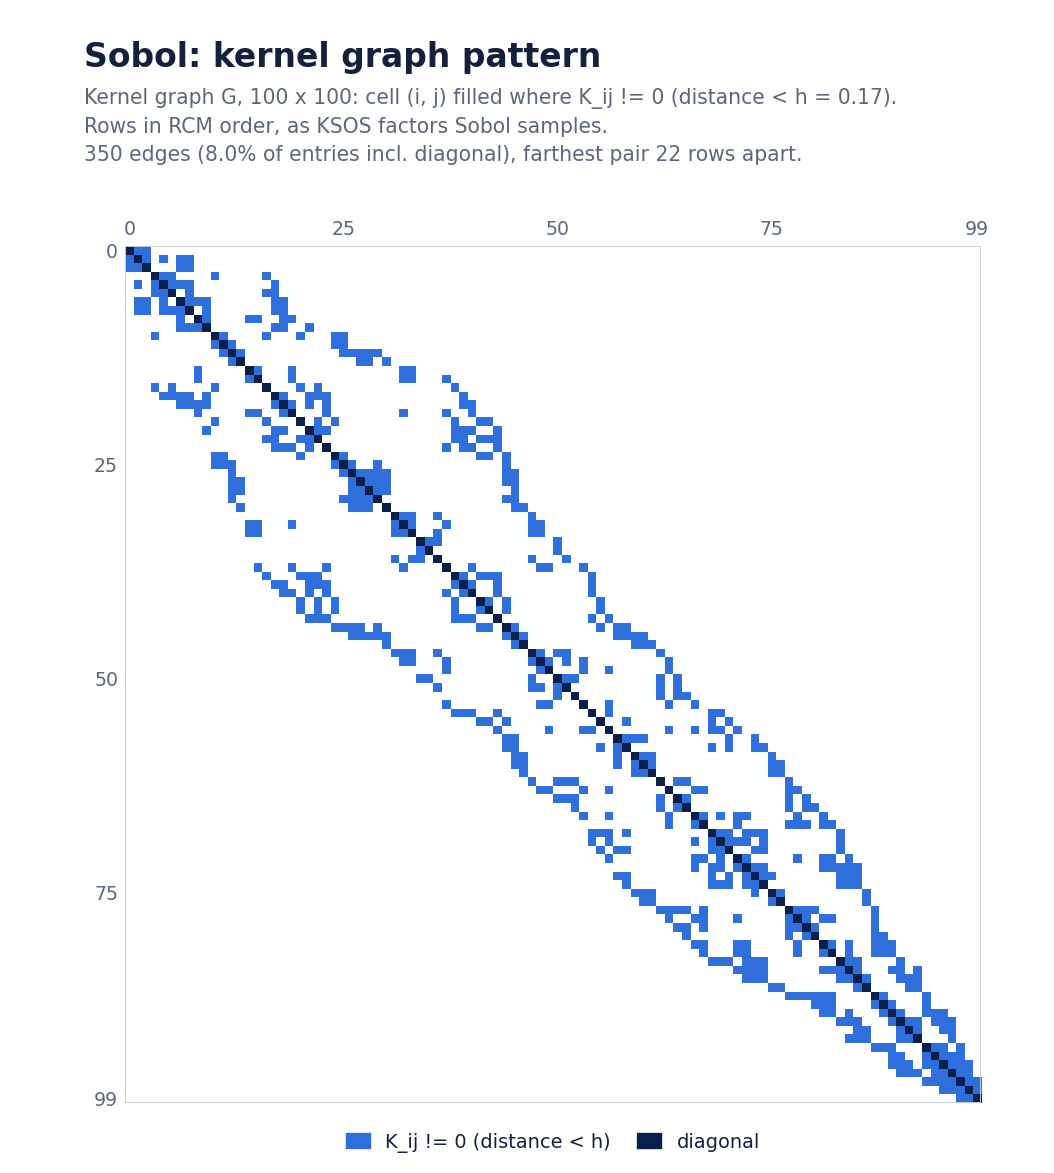 Sobol: kernel graph pattern
Kernel graph G, 100 x 100: cell (i, j) filled where K_ij != 0 (distance < h = 0.17).
Rows in RCM order, as KSOS factors Sobol samples.
350 edges (8.0% of entries incl. diagonal), farthest pair 22 rows apart.
0 25 50 75 99
0
25
50
75
99
K_ij != 0 (distance < h) diagonal